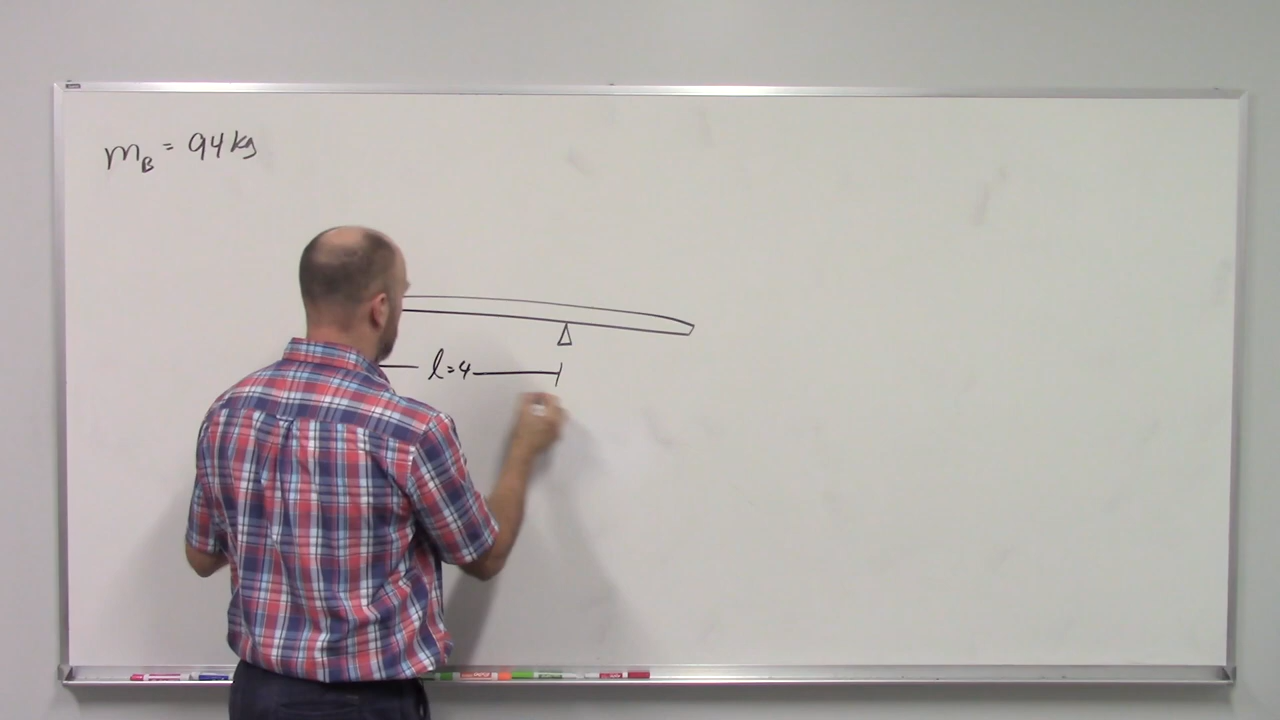 m_B = 94 kg
l = 4